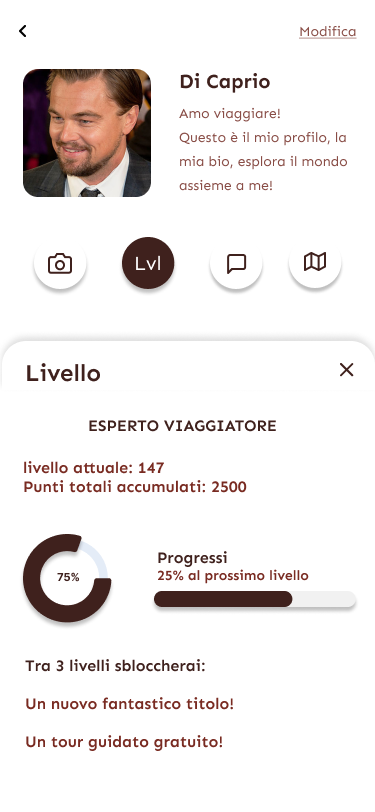 Modifica
Di Caprio
Amo viaggiare!
Questo è il mio profilo, la
mia bio, esplora il mondo
assieme a me!
Lvl
Livello
ESPERTO VIAGGIATORE
livello attuale: 147
Punti totali accumulati: 2500
75%
Progressi
25% al prossimo livello
Tra 3 livelli sbloccherai:
Un nuovo fantastico titolo!
Un tour guidato gratuito!